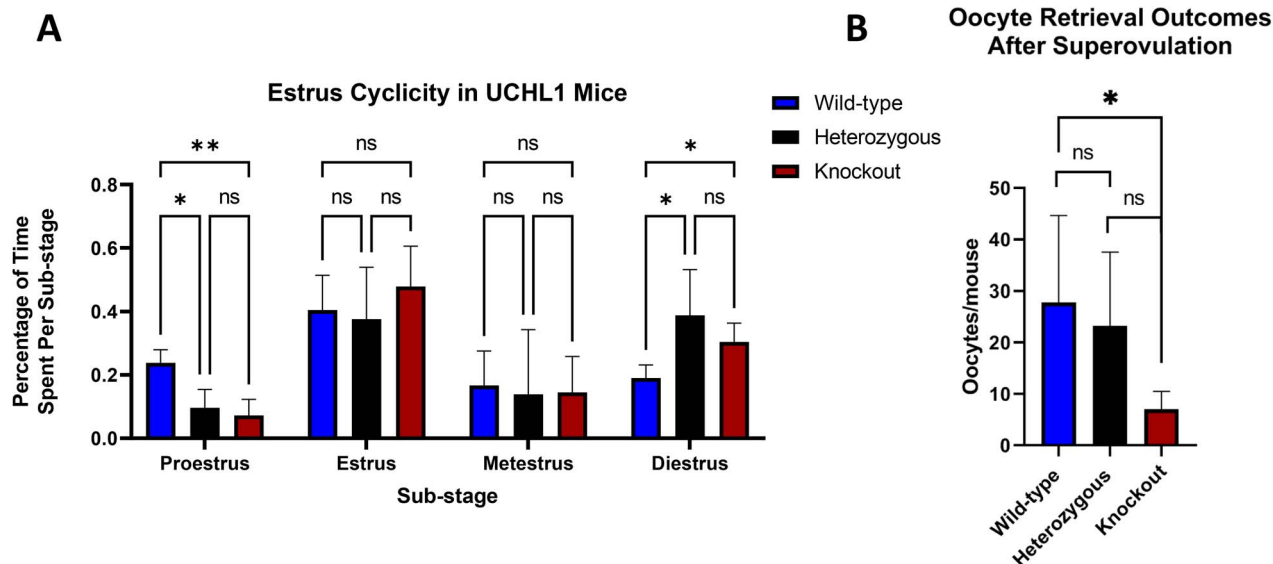 A
Estrus Cyclicity in UCHL1 Mice
Percentage of Time
Spent Per Sub-stage
0.8
0.6
0.4
0.2
0.0
**
*
ns
ns
ns
ns
ns
ns
ns
*
*
ns
Proestrus
Estrus
Metestrus
Diestrus
Sub-stage
Wild-type
Heterozygous
Knockout
B
Oocyte Retrieval Outcomes
After Superovulation
*
ns
ns
Oocytes/mouse
50
40
30
20
10
0
Wild-type
Heterozygous
Knockout